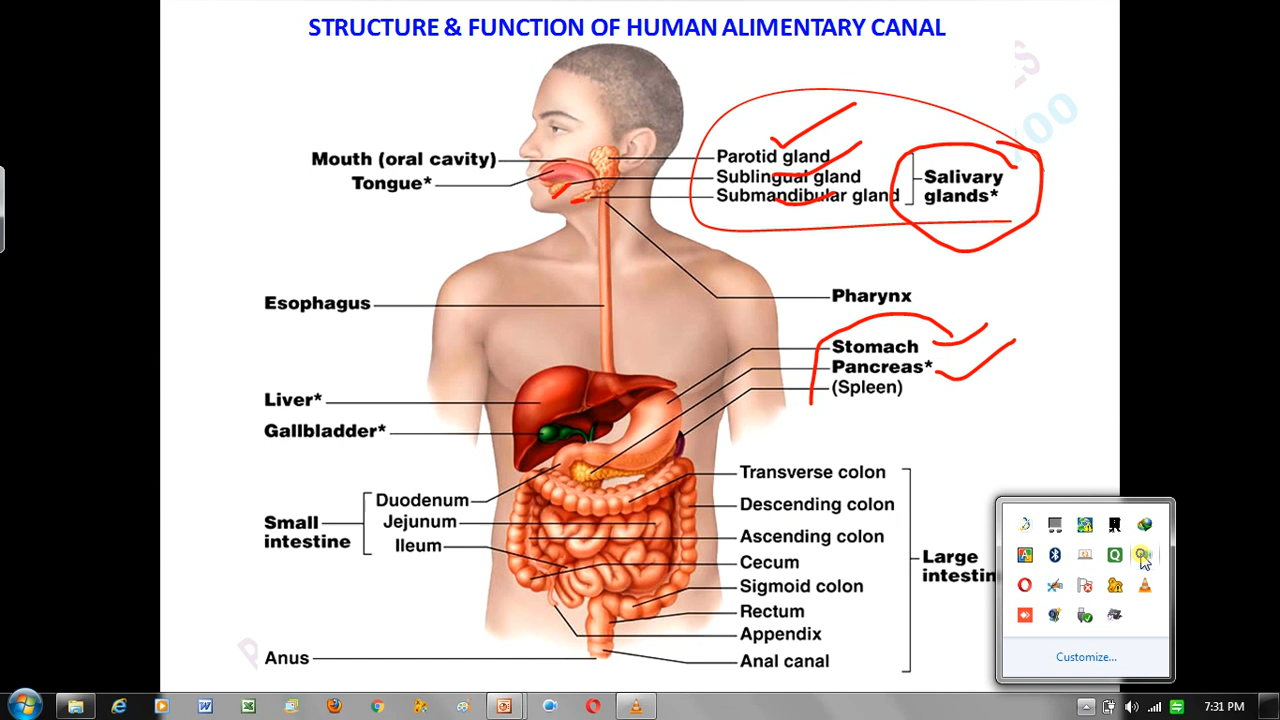 STRUCTURE & FUNCTION OF HUMAN ALIMENTARY CANAL
Mouth (oral cavity)
Tongue*
Parotid gland
Sublingual gland
Submandibular gland
Salivary
glands*
Esophagus
Pharynx
Stomach
Pancreas*
(Spleen)
Liver*
Gallbladder*
Small
intestine
Duodenum
Jejunum
Ileum
Transverse colon
Descending colon
Ascending colon
Cecum
Sigmoid colon
Rectum
Appendix
Anal canal
Large
Anus
Customize...
7:31 PM